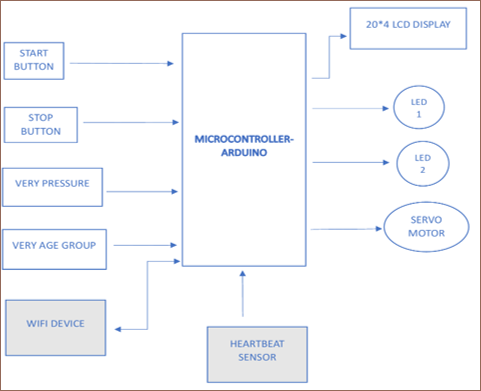 START
BUTTON
STOP
BUTTON
VERY PRESSURE
VERY AGE GROUP
WIFI DEVICE
MICROCONTROLLER-
ARDUINO
HEARTBEAT
SENSOR
20*4 LCD DISPLAY
LED
1
LED
2
SERVO
MOTOR